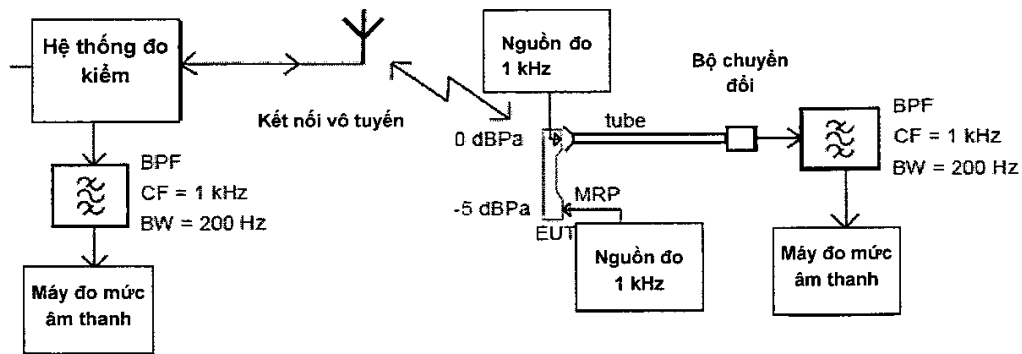 Hệ thống đo
kiểm
Kết nối vô tuyến
BPF
CF = 1 kHz
BW = 200 Hz
Máy đo mức
âm thanh
Nguồn đo
1 kHz
0 dBPa
tube
-5 dBPa
MRP
EUT
Nguồn đo
1 kHz
Bộ chuyển
đổi
BPF
CF = 1 kHz
BW = 200 Hz
Máy đo mức
âm thanh